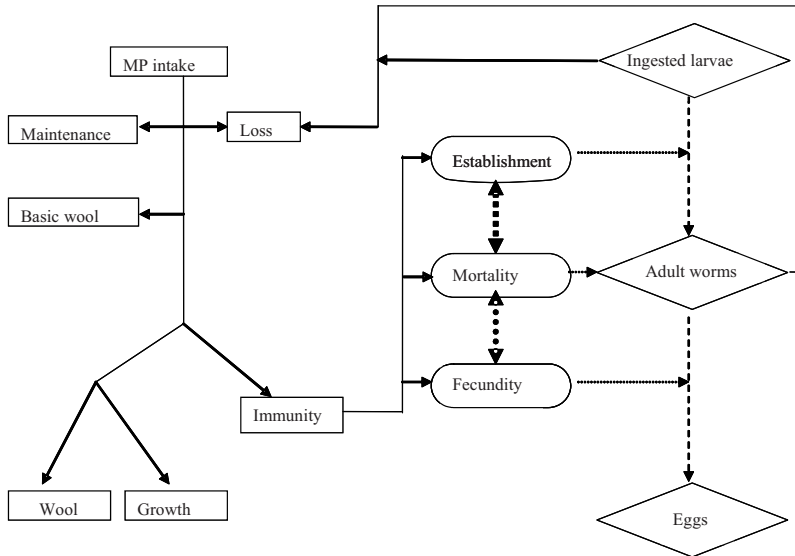 MP intake
Ingested larvae
Maintenance
Loss
Establishment
Basic wool
Mortality
Adult worms
Fecundity
Immunity
Wool
Growth
Eggs